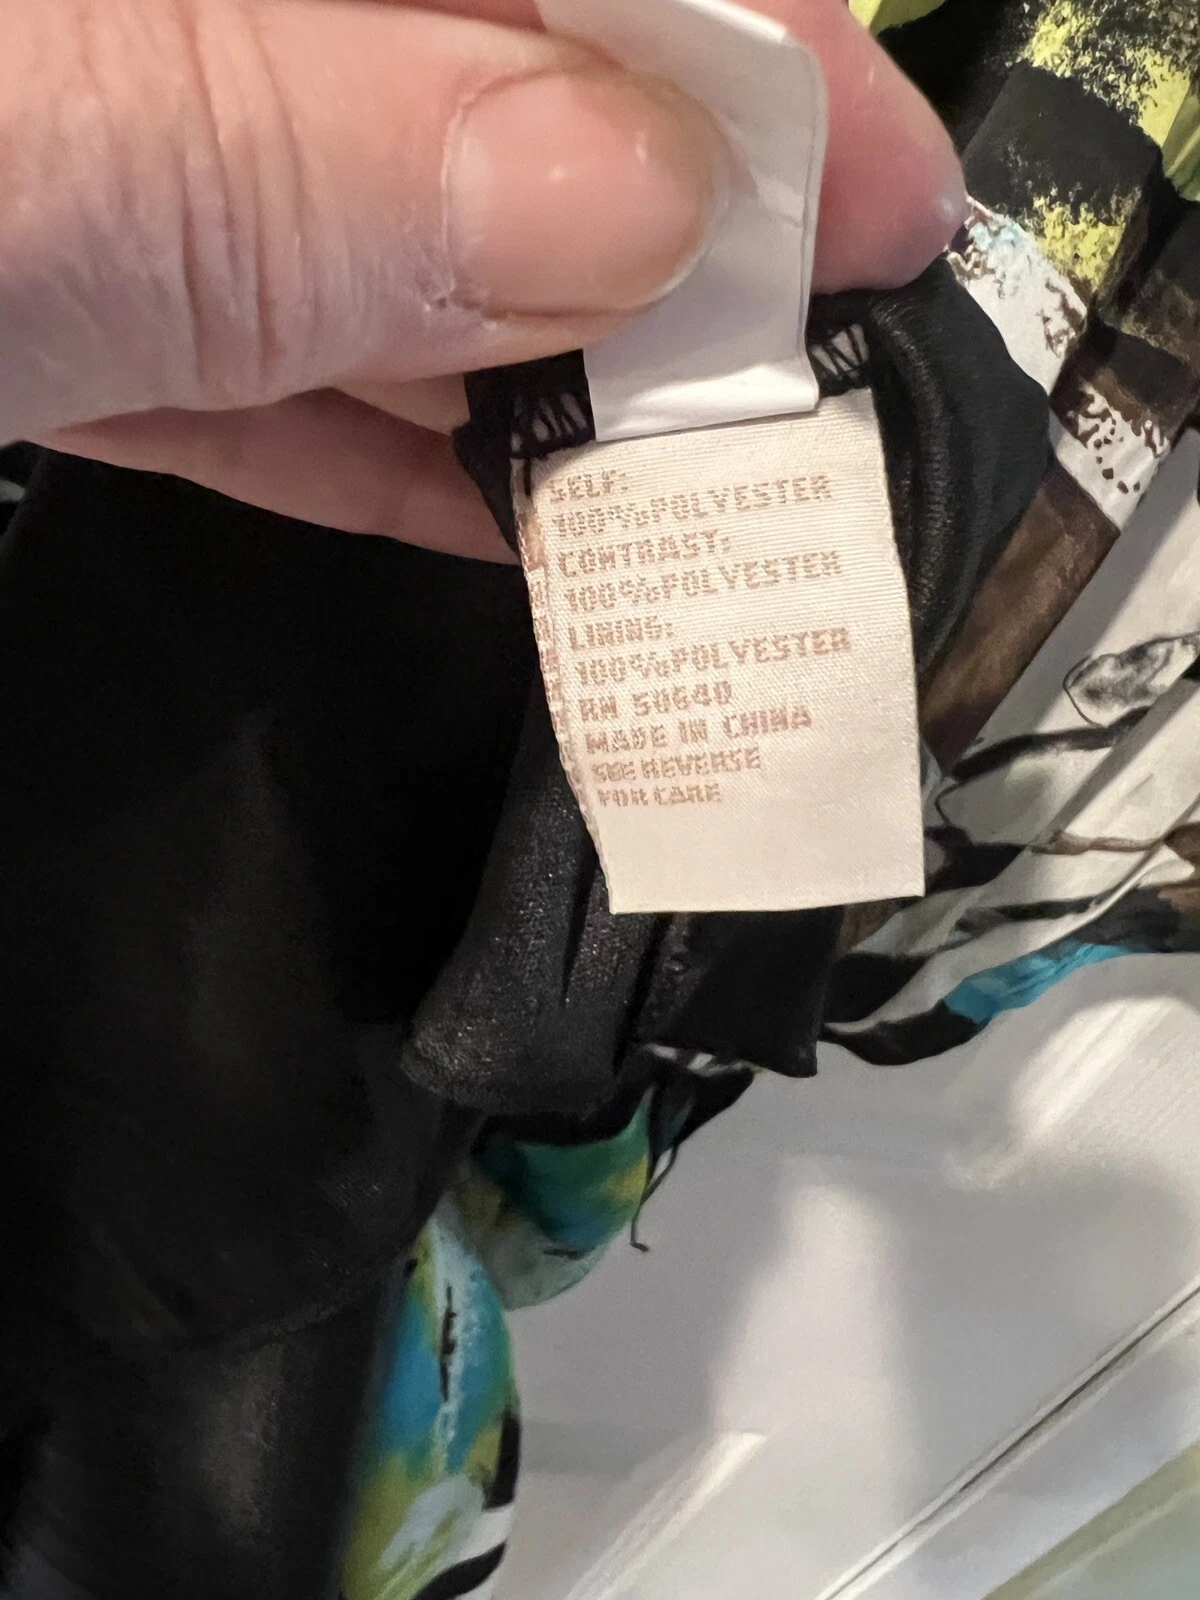 SELF:
100%POLYESTER
CONTRAST:
100%POLYESTER
LINING:
100%POLYESTER
RN 50640
MADE IN CHINA
SEE REVERSE
FOR CARE